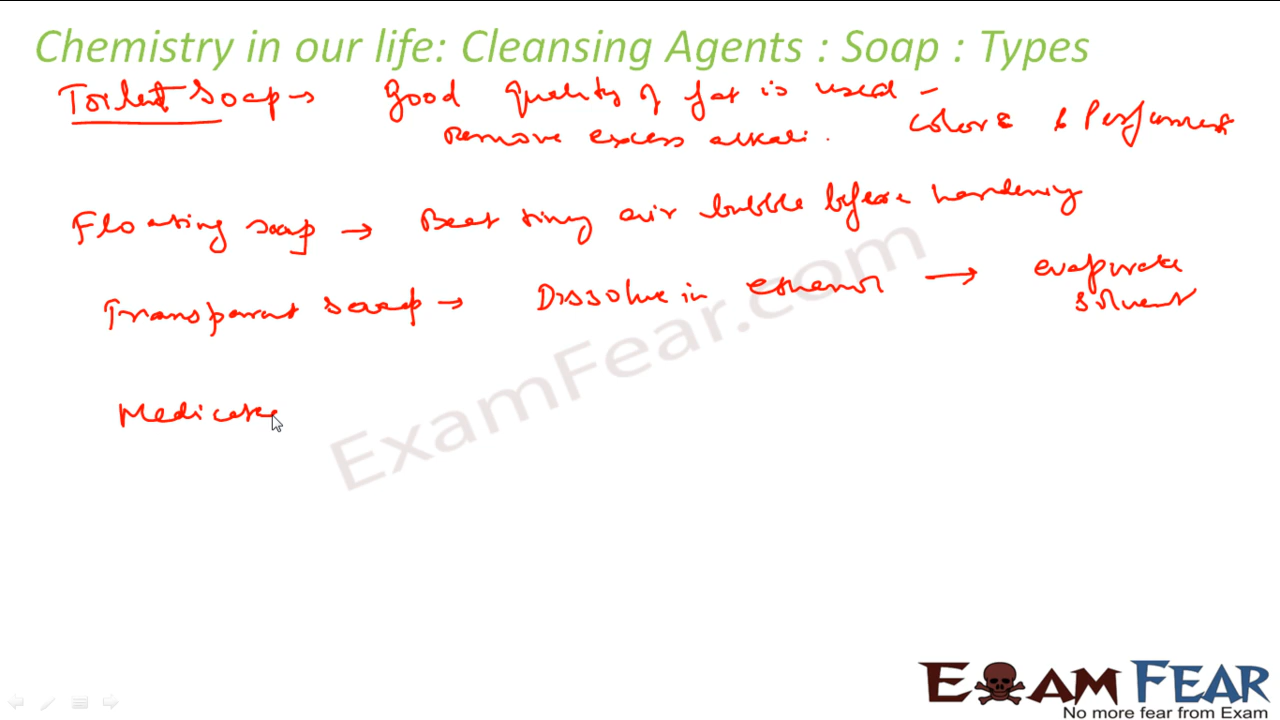 Chemistry in our life: Cleansing Agents : Soap : Types
Toilet Soap → Good quality of fat is used -
Remove excess alkali. colors & Perfumes
Floating soap → Beat tiny air bubble before hardening
Transparent soap → Dissolve in ethanol → evaporate
solvent
Medicate
ExamFear.com
EXAM FEAR
No more fear from Exam